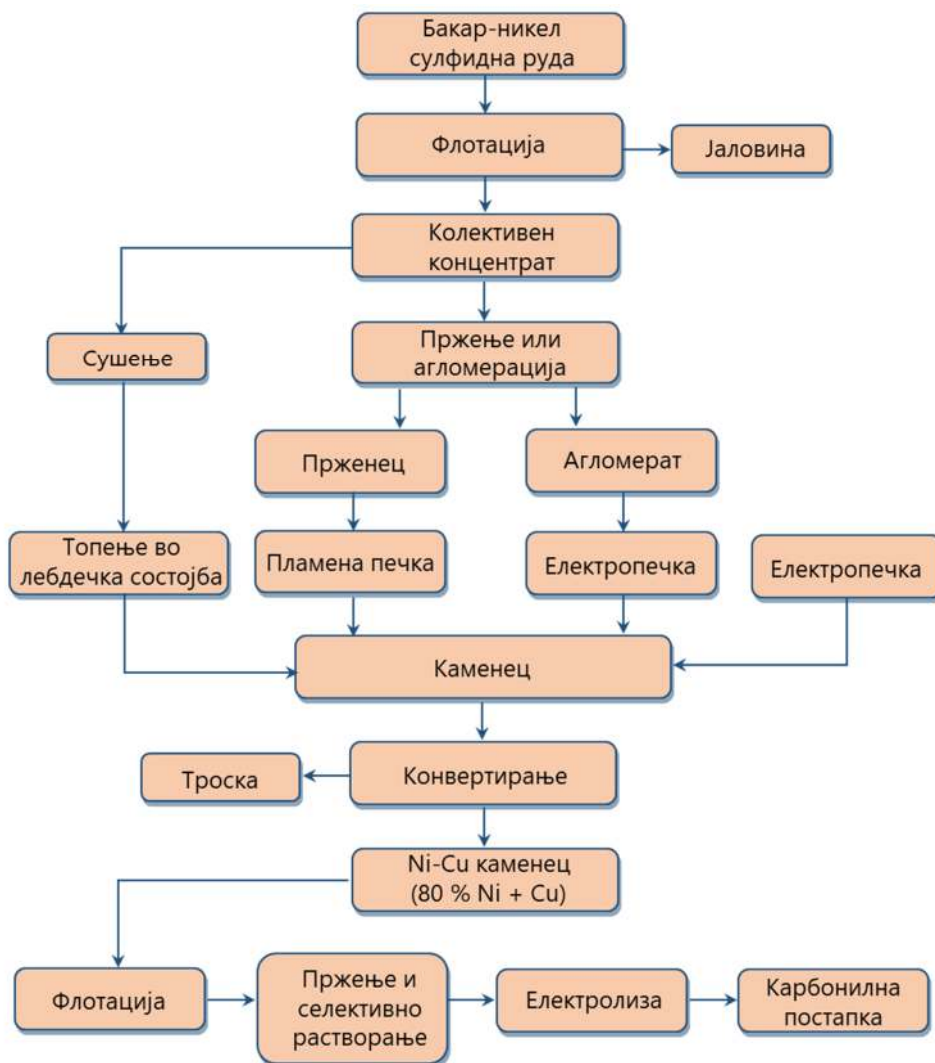 Бакар-никел
сулфидна руда
Флотација
Јаловина
Колективен
концентрат
Сушење
Пржење или
агломерација
Прженец
Агломерат
Топење во
лебдечка состојба
Пламена печка
Електропечка
Електропечка
Каменец
Троска
Конвертирање
Ni-Cu каменец
(80 % Ni + Cu)
Флотација
Пржење и
селективно
растворање
Електролиза
Карбонилна
постапка